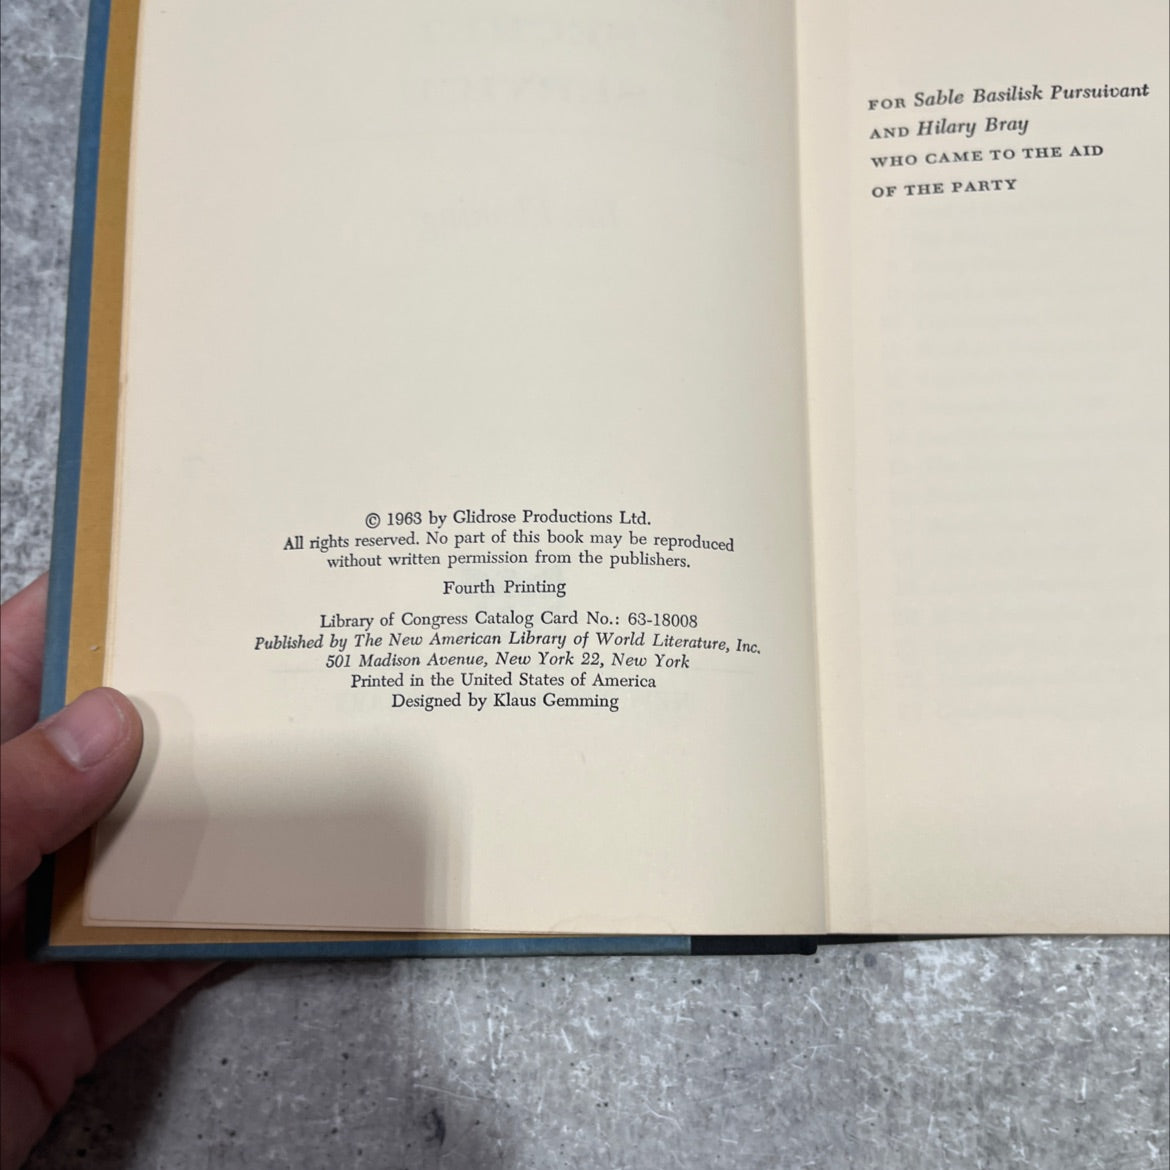 © 1963 by Glidrose Productions Ltd.
All rights reserved. No part of this book may be reproduced
without written permission from the publishers.
Fourth Printing
Library of Congress Catalog Card No.: 63-18008
Published by The New American Library of World Literature, Inc.
501 Madison Avenue, New York 22, New York
Printed in the United States of America
Designed by Klaus Gemming
FOR Sable Basilisk Pursuivant
AND Hilary Bray
WHO CAME TO THE AID
OF THE PARTY